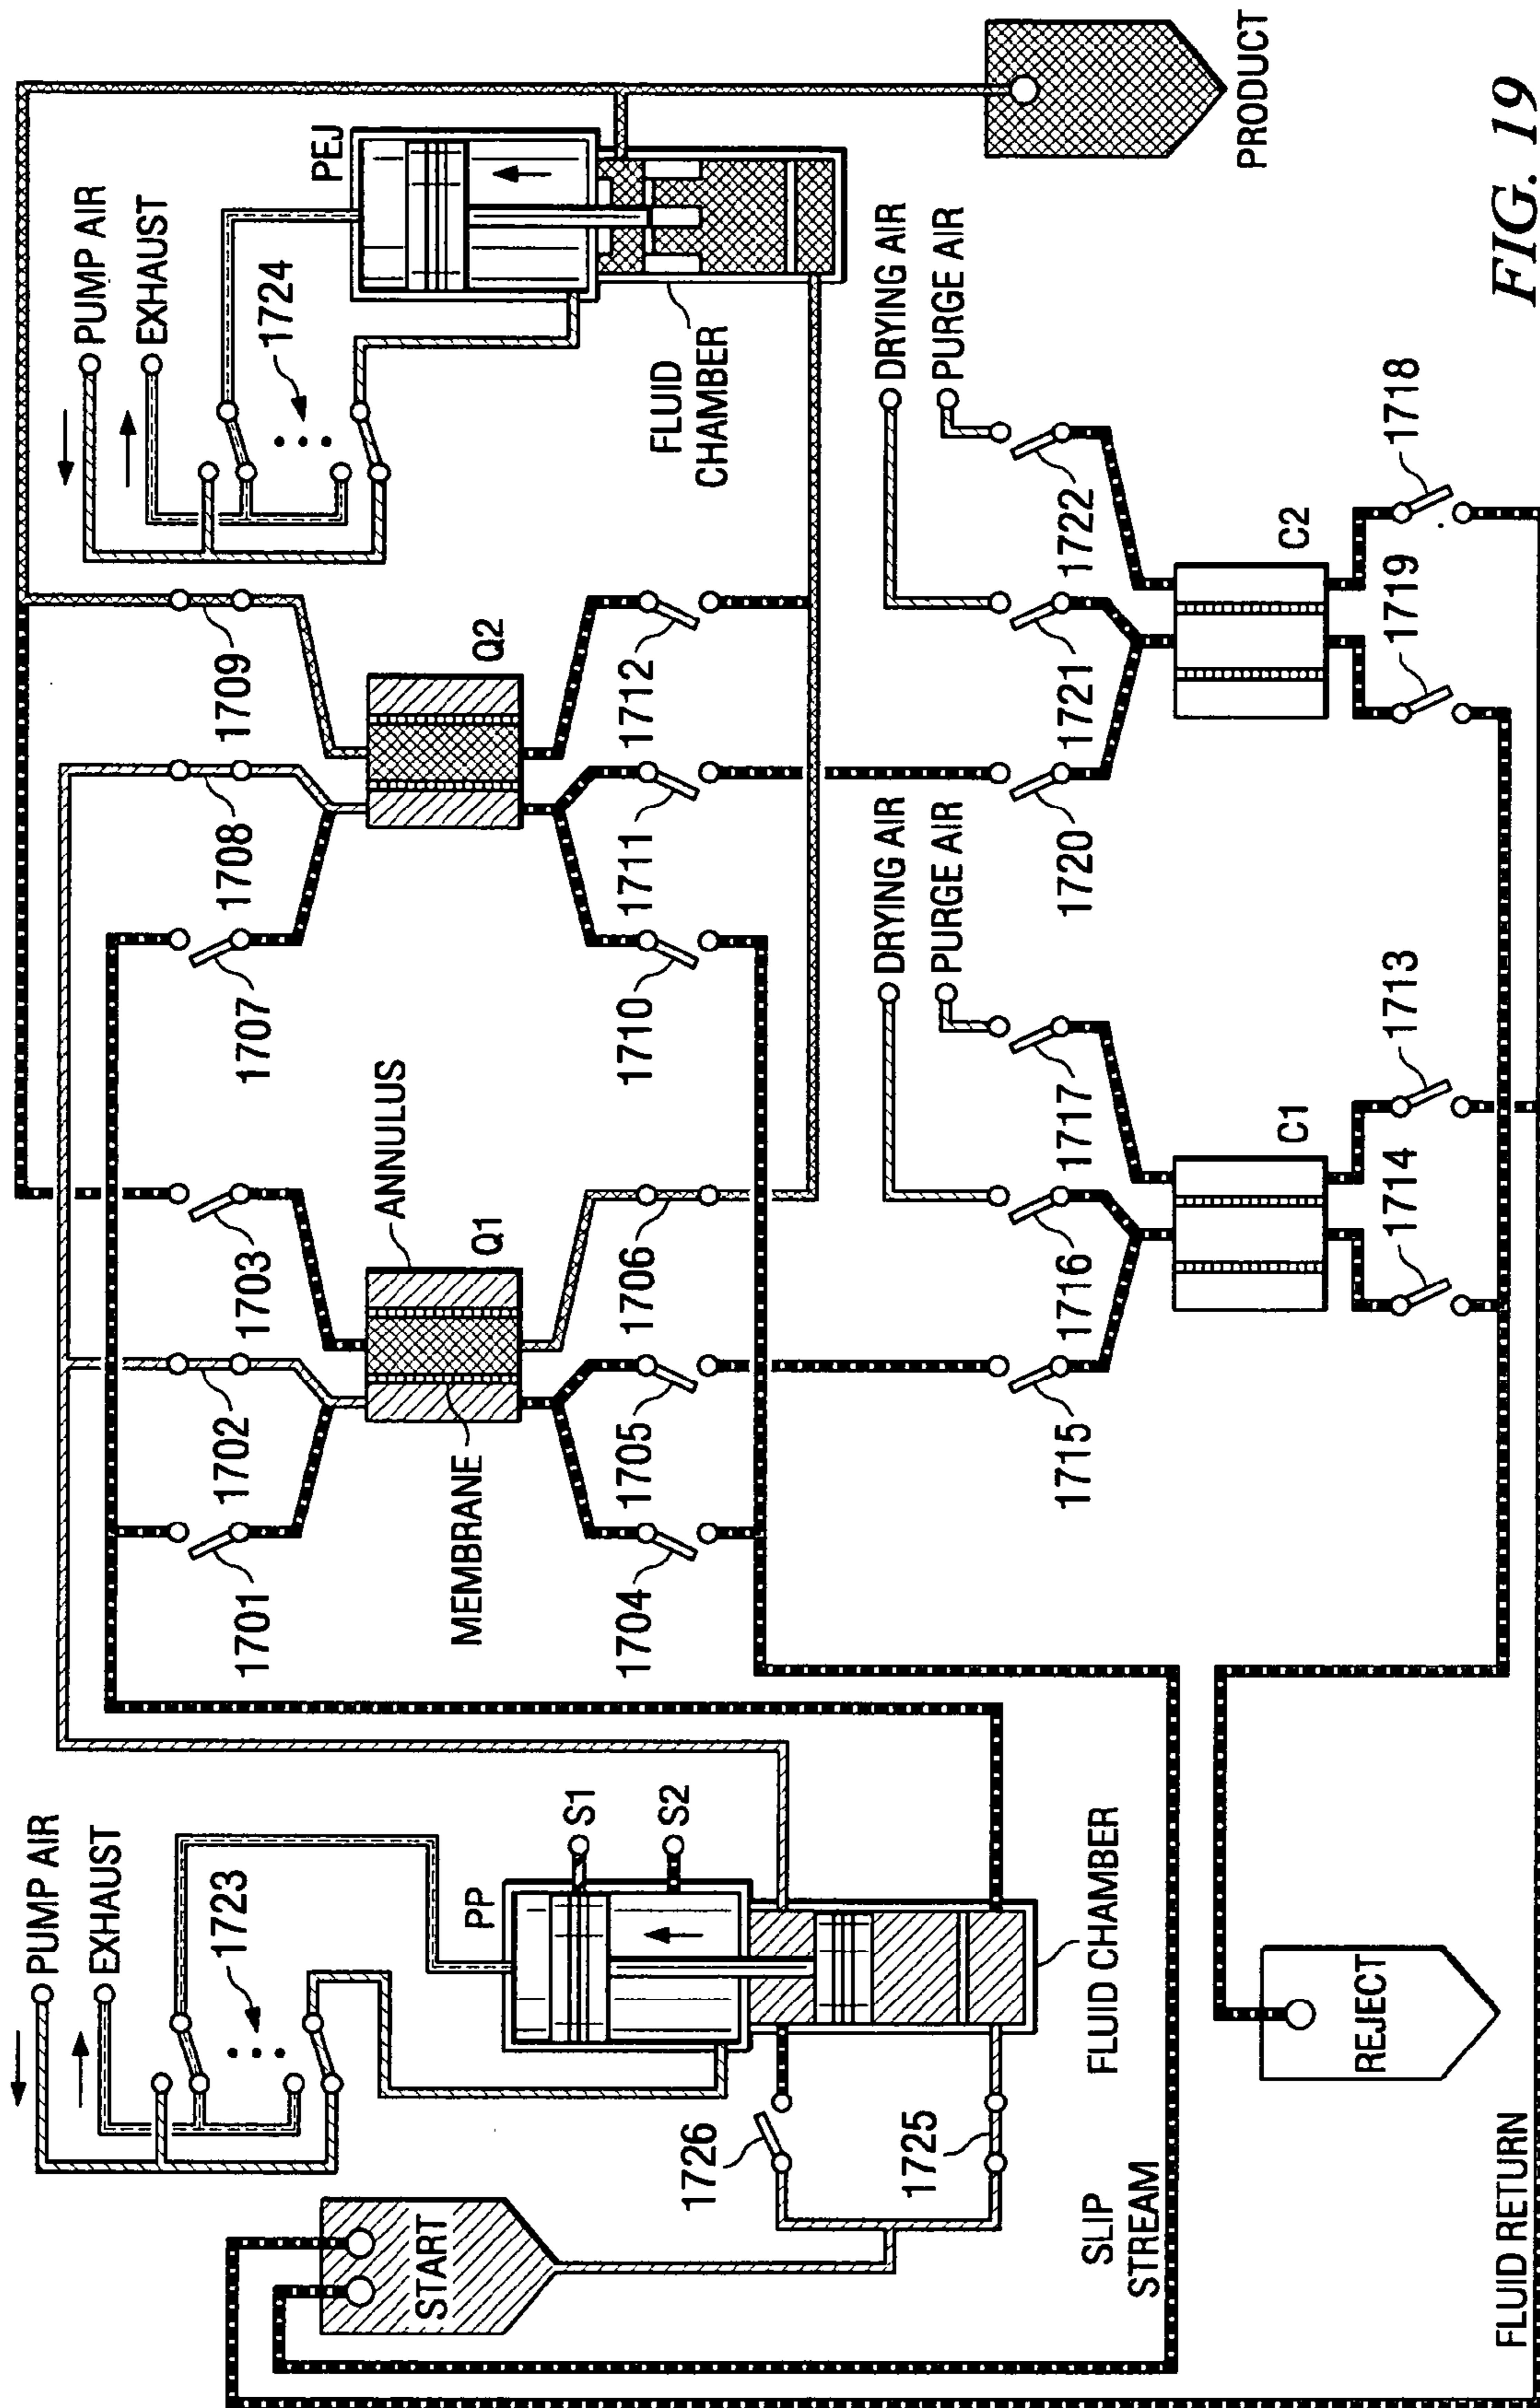 PUMP AIR
EXHAUST
1723
START
PP
S1
S2
1726
1725
FLUID CHAMBER
SLIP
STREAM
REJECT
FLUID RETURN
1701
1702
1703
ANNULUS
MEMBRANE
Q1
1704
1705
1706
1707
1708
1709
Q2
1710
1711
1712
PUMP AIR
EXHAUST
1724
PEJ
FLUID
CHAMBER
PRODUCT
DRYING AIR
PURGE AIR
1715
1716
1717
C1
1714
1713
DRYING AIR
PURGE AIR
1720
1721
1722
C2
1719
1718
FIG. 19